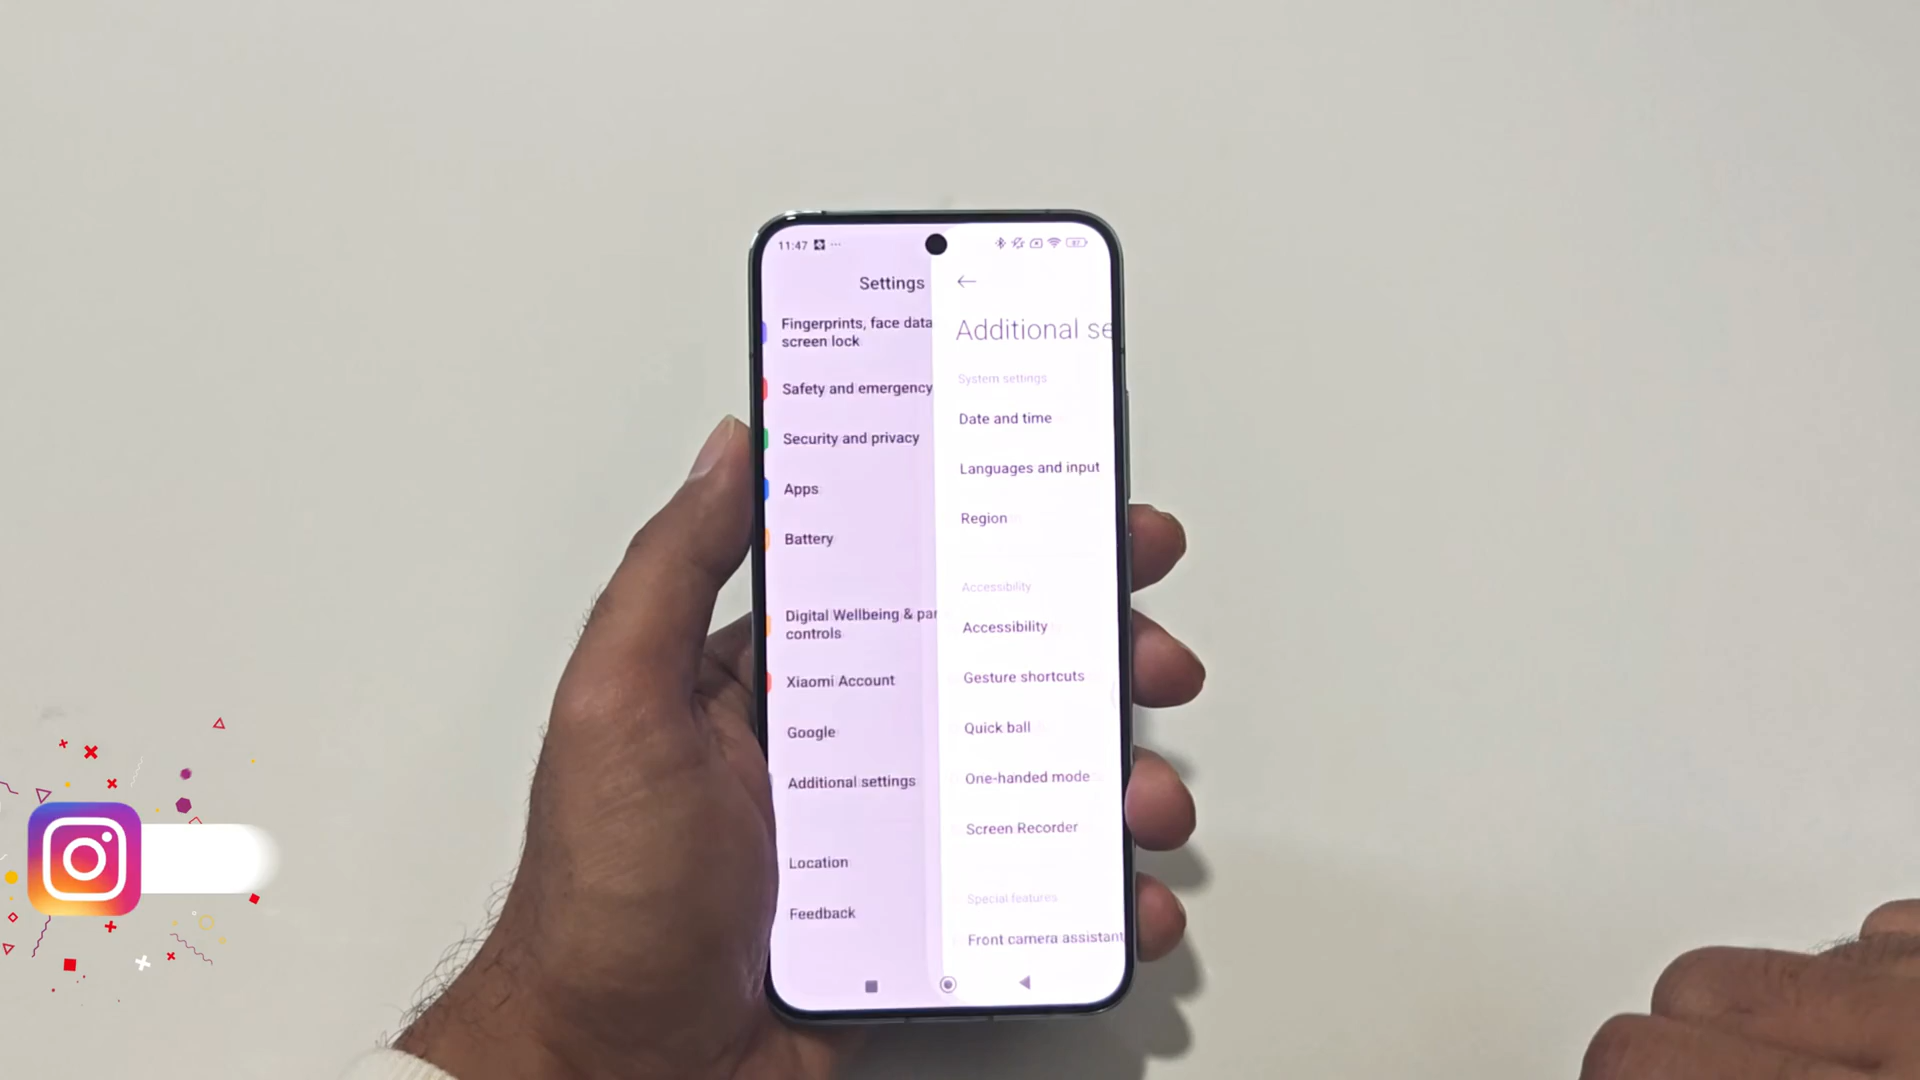 11:47
Settings
Fingerprints, face data
screen lock
Safety and emergency
Security and privacy
Apps
Battery
Digital Wellbeing & par
controls
Xiaomi Account
Google
Additional settings
Location
Feedback
87
Additional se
System settings
Date and time
Languages and input
Region
Accessibility
Accessibility
Gesture shortcuts
Quick ball
One-handed mode
Screen Recorder
Special features
Front camera assistant